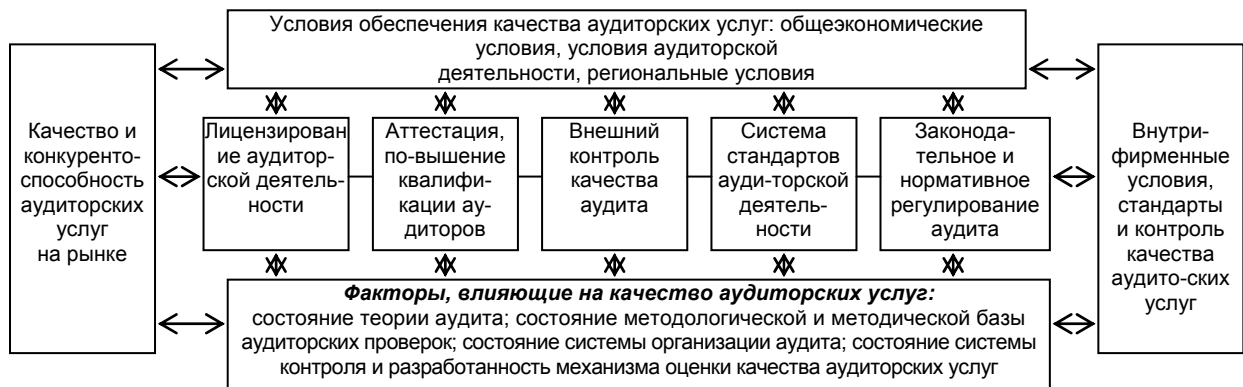 Условия обеспечения качества аудиторских услуг: общеэкономические
условия, условия аудиторской
деятельности, региональные условия
Качество и
конкуренто-
способность
аудиторских
услуг
на рынке
Лицензирован
ие аудитор-
ской деятель-
ности
Аттестация,
по-вышение
квалифи-
кации ау-
диторов
Внешний
контроль
качества
аудита
Система
стандартов
ауди-торской
деятель-
ности
Законода-
тельное и
нормативное
регулирование
аудита
Внутри-
фирменные
условия,
стандарты
и контроль
качества
аудито-ских
услуг
Факторы, влияющие на качество аудиторских услуг:
состояние теории аудита; состояние методологической и методической базы
аудиторских проверок; состояние системы организации аудита; состояние системы
контроля и разработанность механизма оценки качества аудиторских услуг